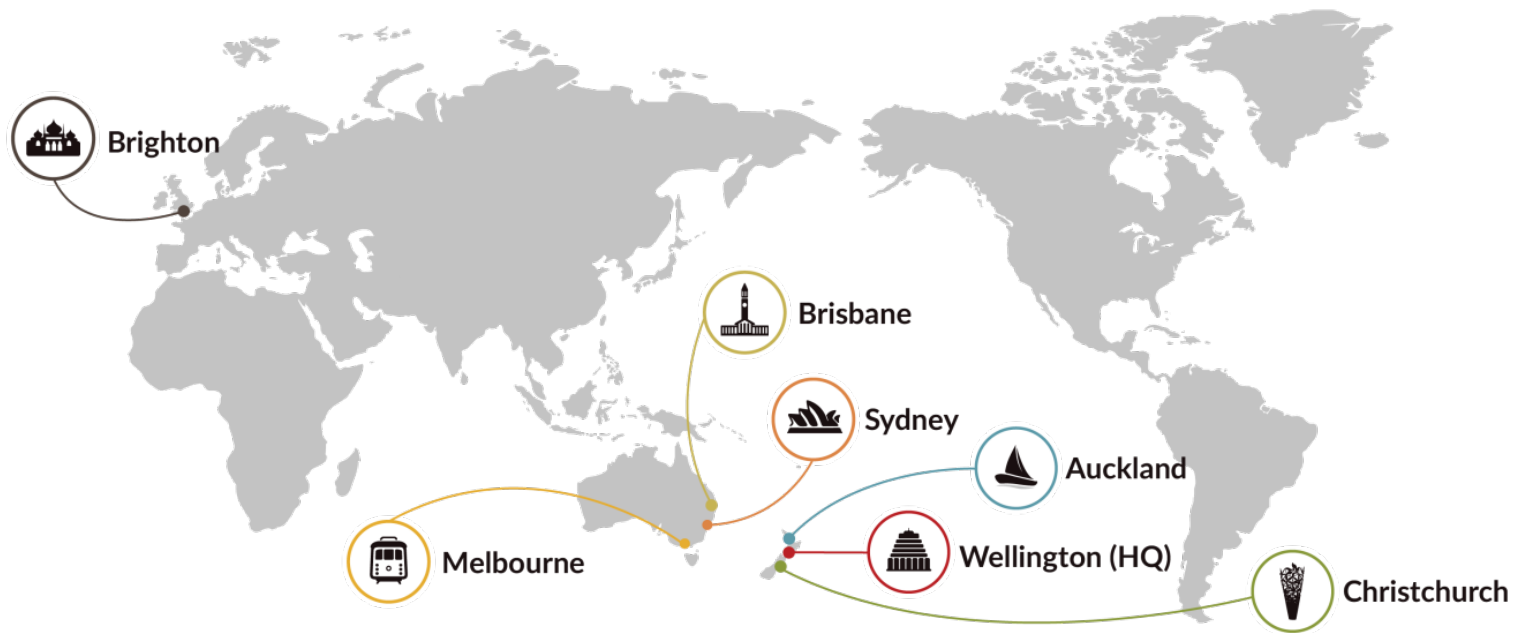 Brighton
Brisbane
Sydney
Auckland
Melbourne
Wellington (HQ)
Christchurch